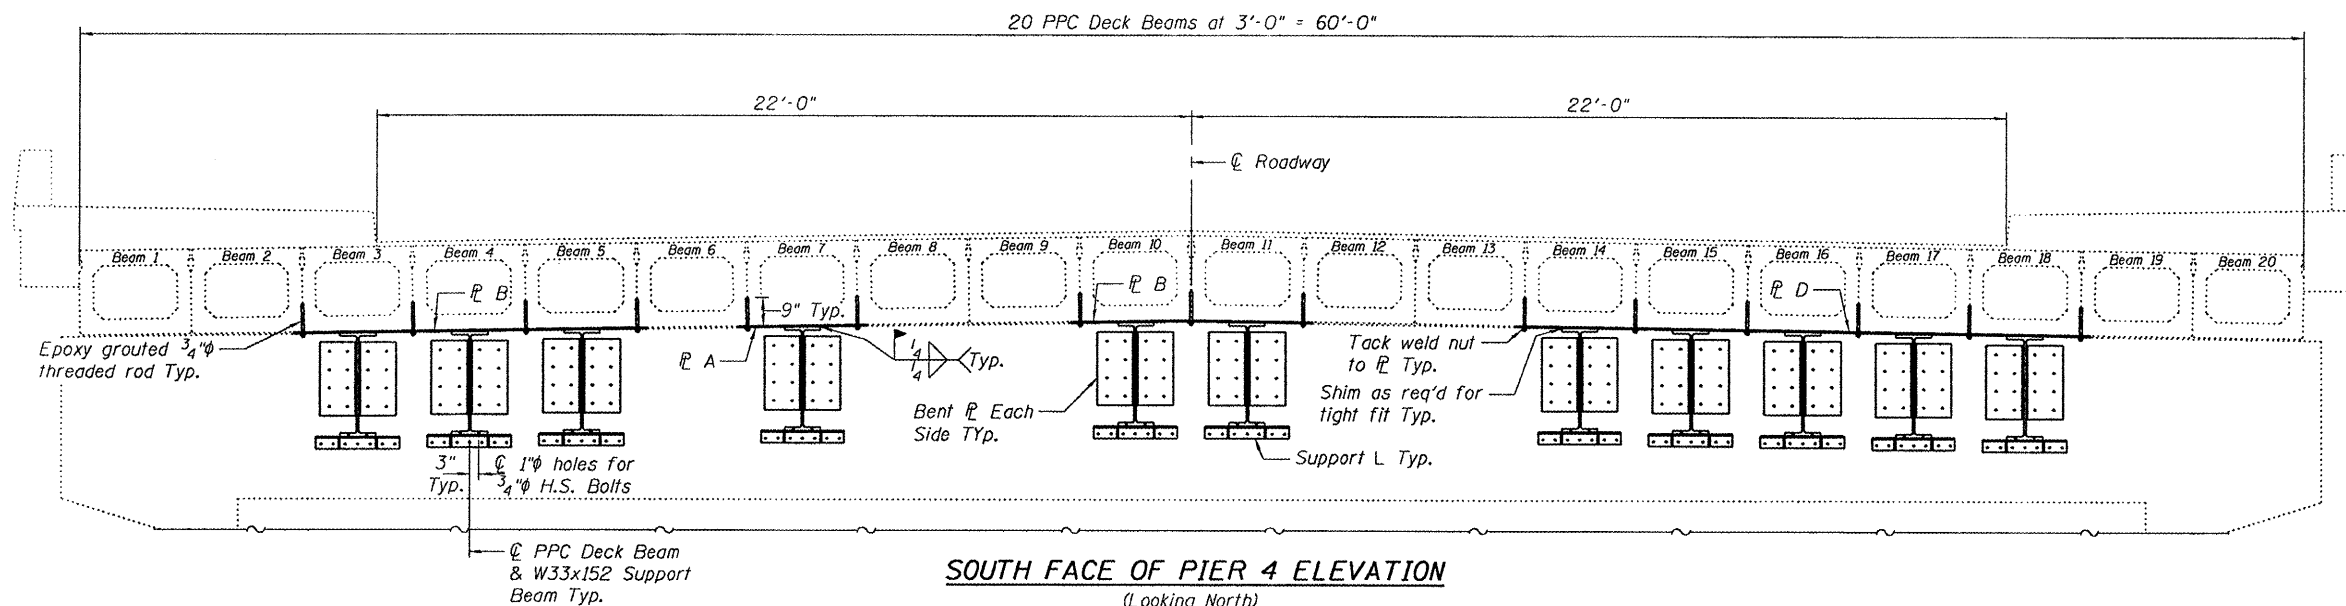 20 PPC Deck Beams at 3'-0" = 60'-0"
22'-0"
22'-0"
℄ Roadway
Beam 1
Beam 2
Beam 3
Beam 4
Beam 5
Beam 6
Beam 7
Beam 8
Beam 9
Beam 10
Beam 11
Beam 12
Beam 13
Beam 14
Beam 15
Beam 16
Beam 17
Beam 18
Beam 19
Beam 20
℄ B
9" Typ.
℄ B
℄ D
Epoxy grouted 3/4"ϕ
threaded rod Typ.
℄ A
1/4
1/4
Typ.
Tack weld nut
to ℄ Typ.
Shim as req'd for
tight fit Typ.
Bent ℄ Each
Side TYp.
Support L Typ.
3"
Typ.
℄ 1"ϕ holes for
3/4"ϕ H.S. Bolts
℄ PPC Deck Beam
& W33x152 Support
Beam Typ.
SOUTH FACE OF PIER 4 ELEVATION
(Looking North)